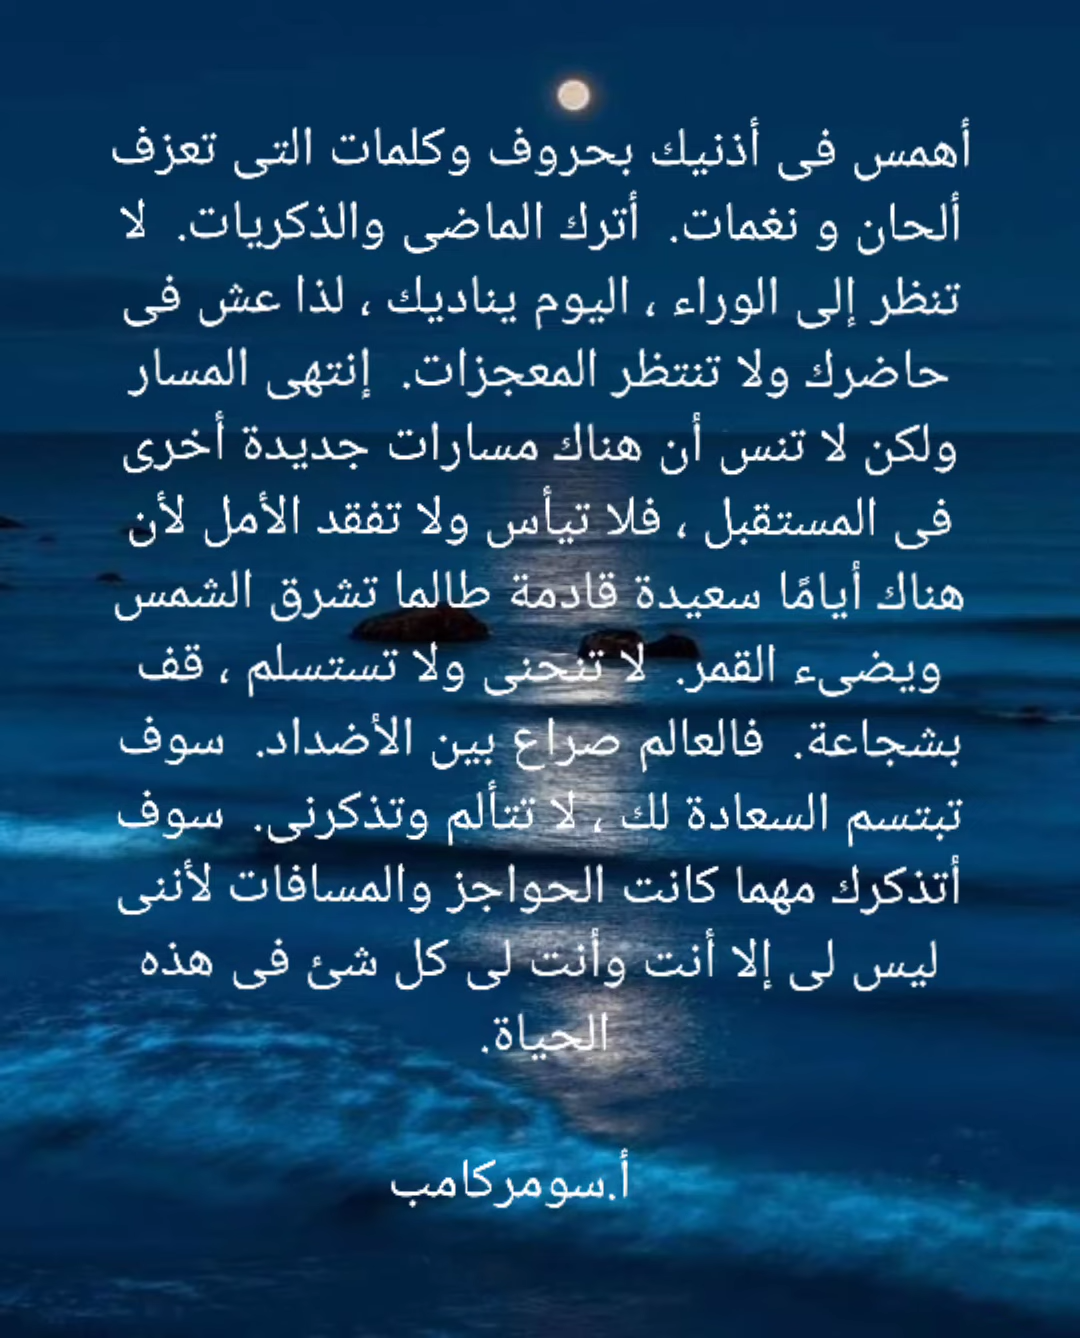 أهمس فى أذنيك بحروف وكلمات التى تعزف
ألحان و نغمات. أترك الماضى والذكريات. لا
تنظر إلى الوراء ، اليوم يناديك ، لذا عش فى
حاضرك ولا تنتظر المعجزات. إنتهى المسار
ولكن لا تنس أن هناك مسارات جديدة أخرى
فى المستقبل ، فلا تيأس ولا تفقد الأمل لأن
هناك أيامًا سعيدة قادمة طالما تشرق الشمس
ويضىء القمر. لا تنحنى ولا تستسلم ، قف
بشجاعة. فالعالم صراع بين الأضداد. سوف
تبتسم السعادة لك ، لا تتألم وتذكرنى. سوف
أتذكرك مهما كانت الحواجز والمسافات لأننى
ليس لى إلا أنت وأنت لى كل شئ فى هذه
الحياة.
أ.سومركامب